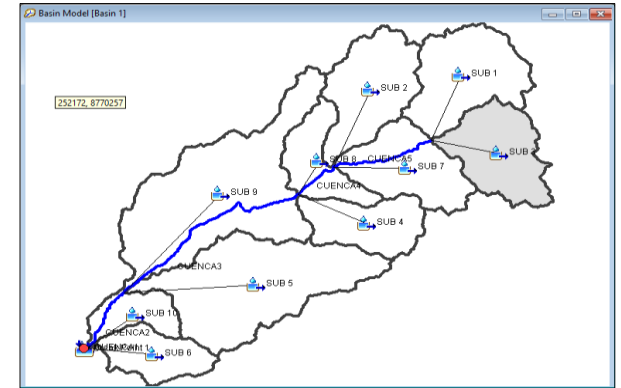 Basin Model [Basin 1]
SUB 1
SUB 2
252172, 8770257
SUB
SUB 8
CUENCA5
SUB 7
CUENCA4
SUB 9
SUB 4
CUENCA3
SUB 5
SUB 10
CUENCA2
SUB 6